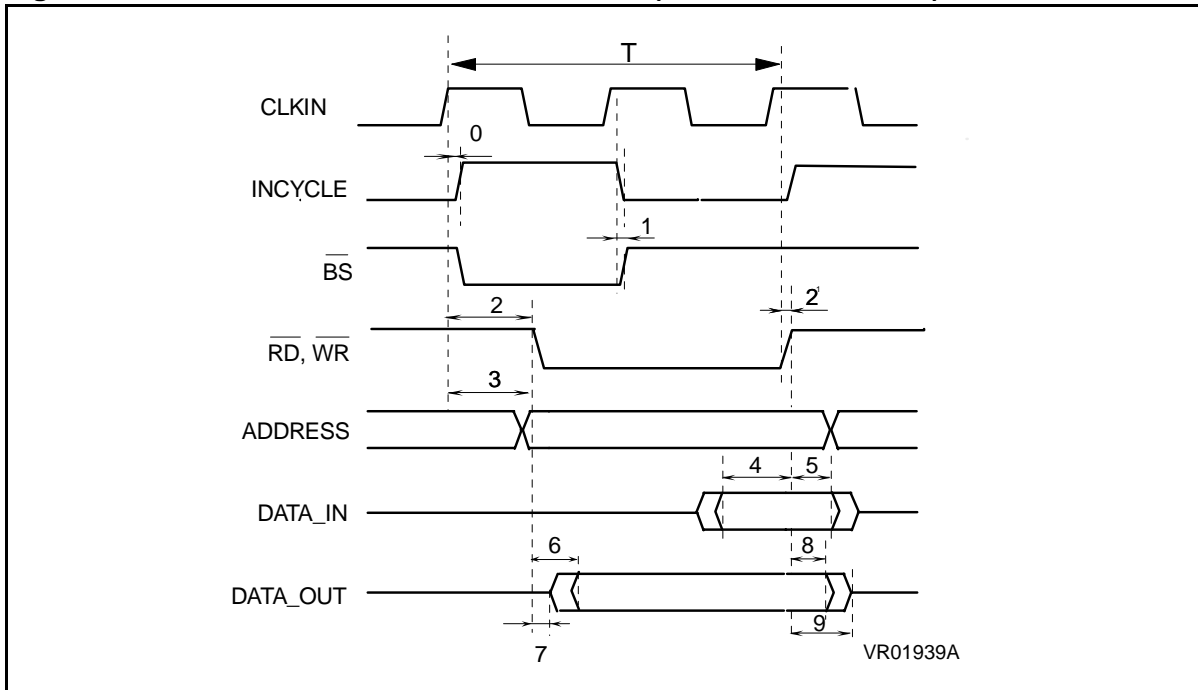 T
CLKIN
0
INCYCLE
1
BS
2
2'
RD, WR
3
ADDRESS
4
5
DATA_IN
6
8
DATA_OUT
9
7
VR01939A